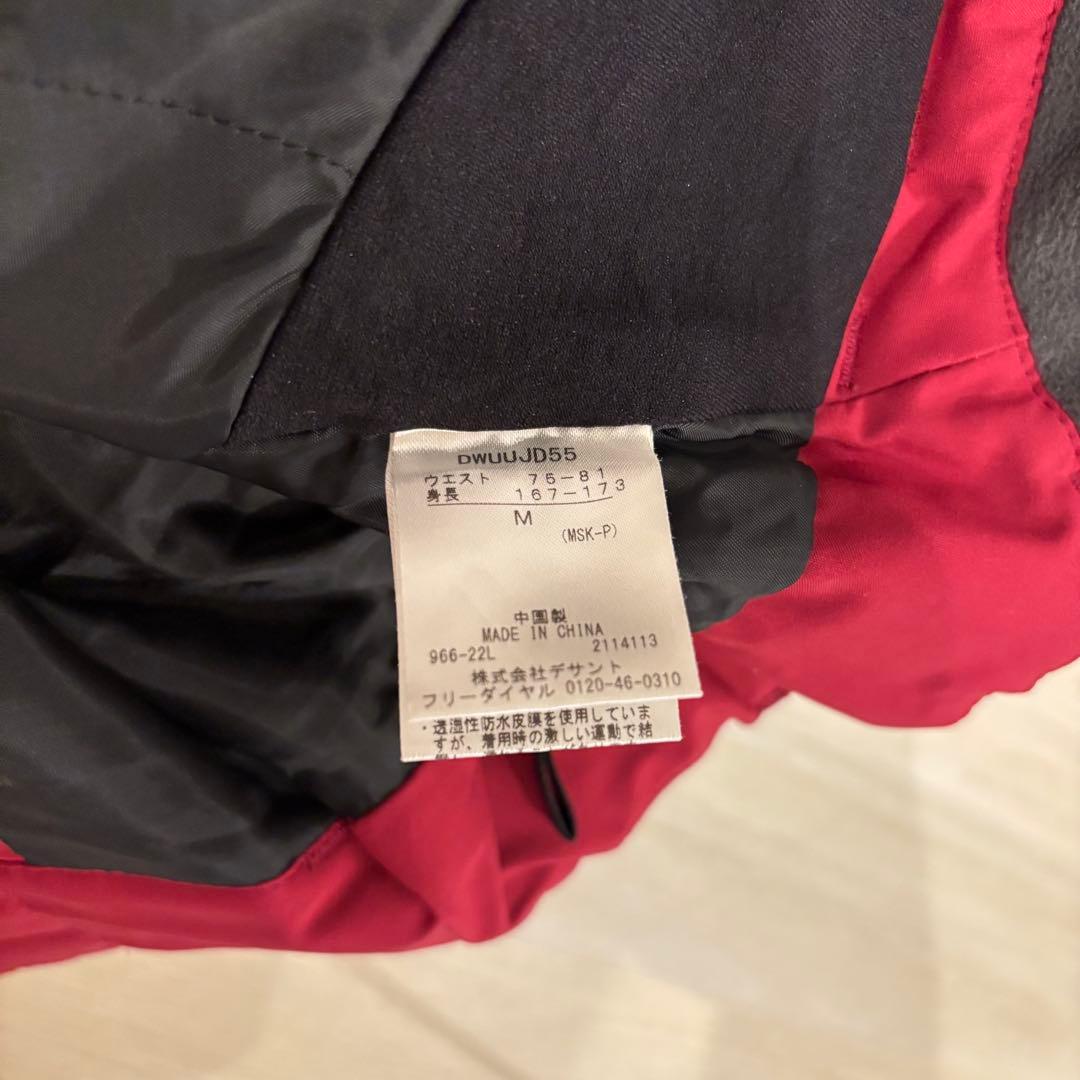 DWUUJD55
ウエスト 75-81
身長 167-173
M
(MSK-P)
中国製
MADE IN CHINA
966-22L 2114113
株式会社デサント
フリーダイヤル 0120-46-0310
・透湿性防水皮膜を使用していま
すが、着用時の激しい運動で結